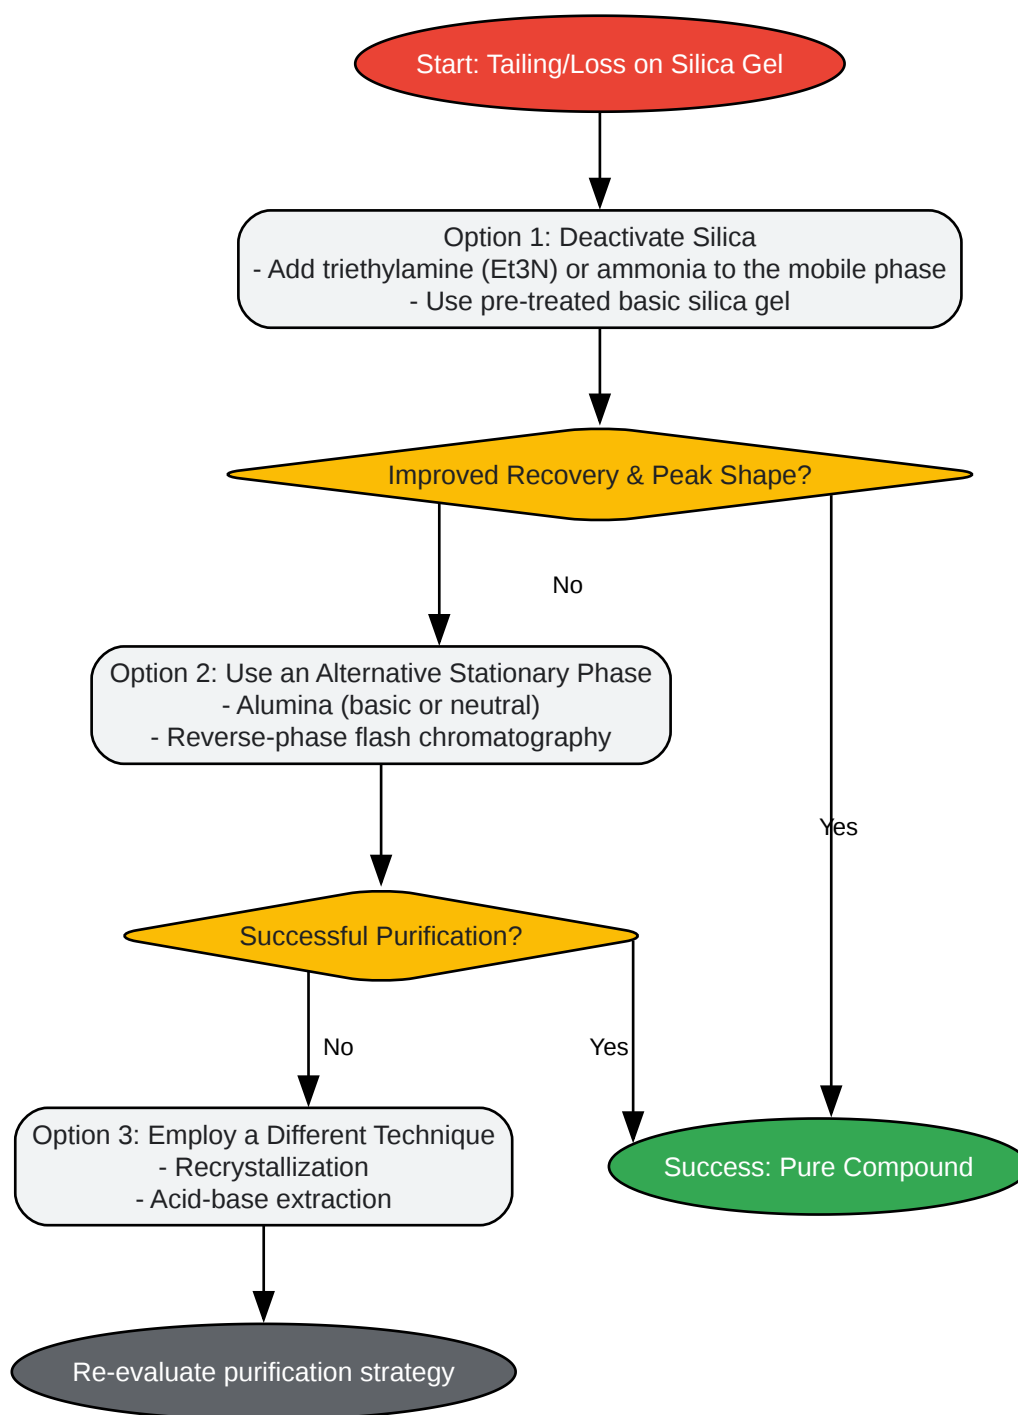 Start: Tailing/Loss on Silica Gel
Option 1: Deactivate Silica
- Add triethylamine (Et3N) or ammonia to the mobile phase
- Use pre-treated basic silica gel
Improved Recovery & Peak Shape?
No
Option 2: Use an Alternative Stationary Phase
- Alumina (basic or neutral)
- Reverse-phase flash chromatography
Yes
Successful Purification?
No
Yes
Option 3: Employ a Different Technique
- Recrystallization
- Acid-base extraction
Success: Pure Compound
Re-evaluate purification strategy